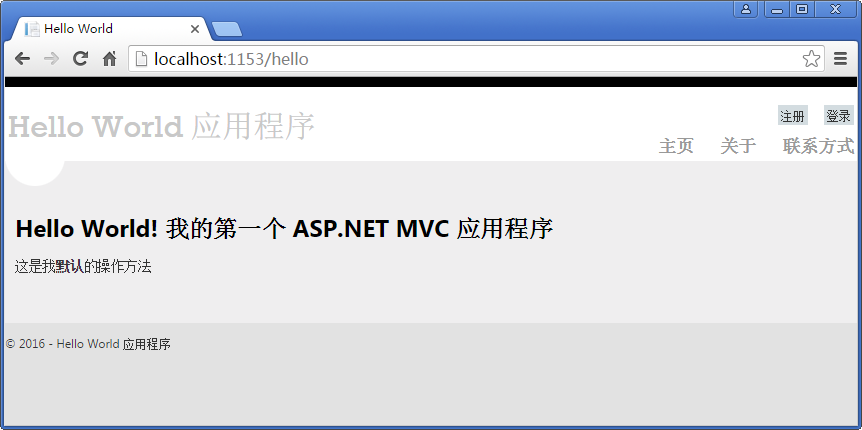 Hello World
localhost:1153/hello
注册 登录
Hello World 应用程序
主页 关于 联系方式
Hello World! 我的第一个 ASP.NET MVC 应用程序
这是我默认的操作方法
© 2016 - Hello World 应用程序